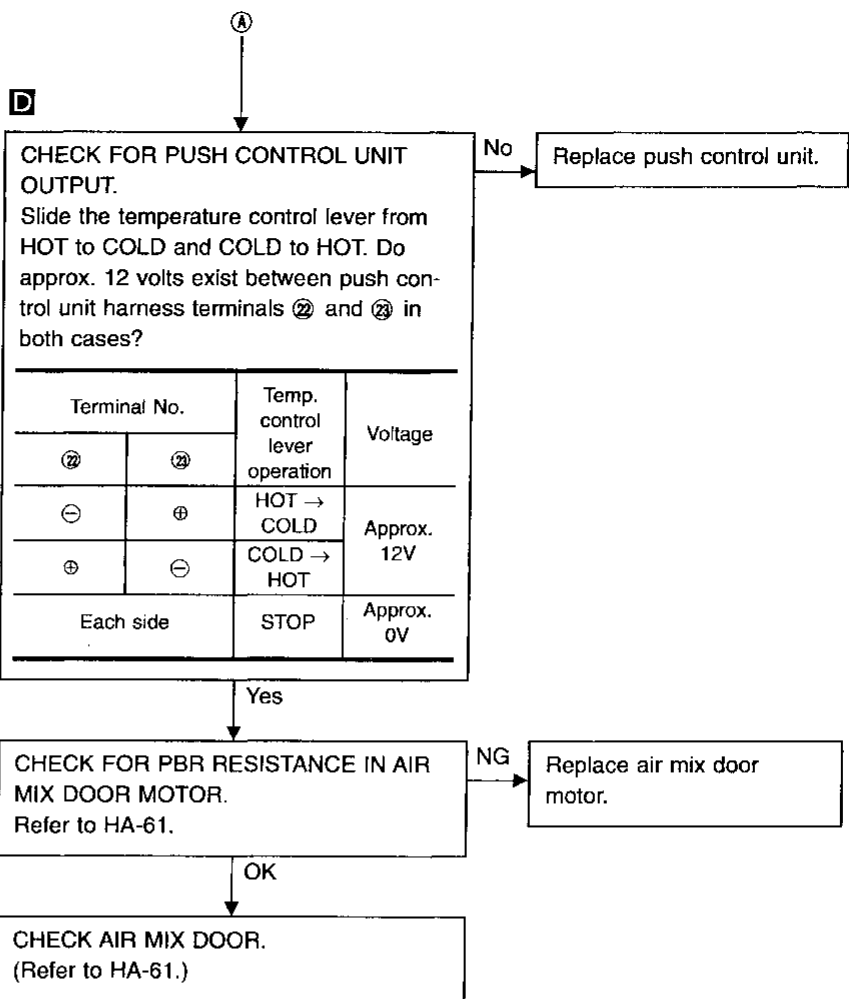 Ⓐ
D
CHECK FOR PUSH CONTROL UNIT
OUTPUT.
Slide the temperature control lever from
HOT to COLD and COLD to HOT. Do
approx. 12 volts exist between push con-
trol unit harness terminals ㉒ and ㉓ in
both cases?
No
Replace push control unit.
Terminal No.
Temp.
control
lever
operation
Voltage
㉒ ㉓
⊖ ⊕
HOT →
COLD
Approx.
12V
⊕ ⊖
COLD →
HOT
Each side
STOP
Approx.
0V
Yes
CHECK FOR PBR RESISTANCE IN AIR
MIX DOOR MOTOR.
Refer to HA-61.
NG
Replace air mix door
motor.
OK
CHECK AIR MIX DOOR.
(Refer to HA-61.)